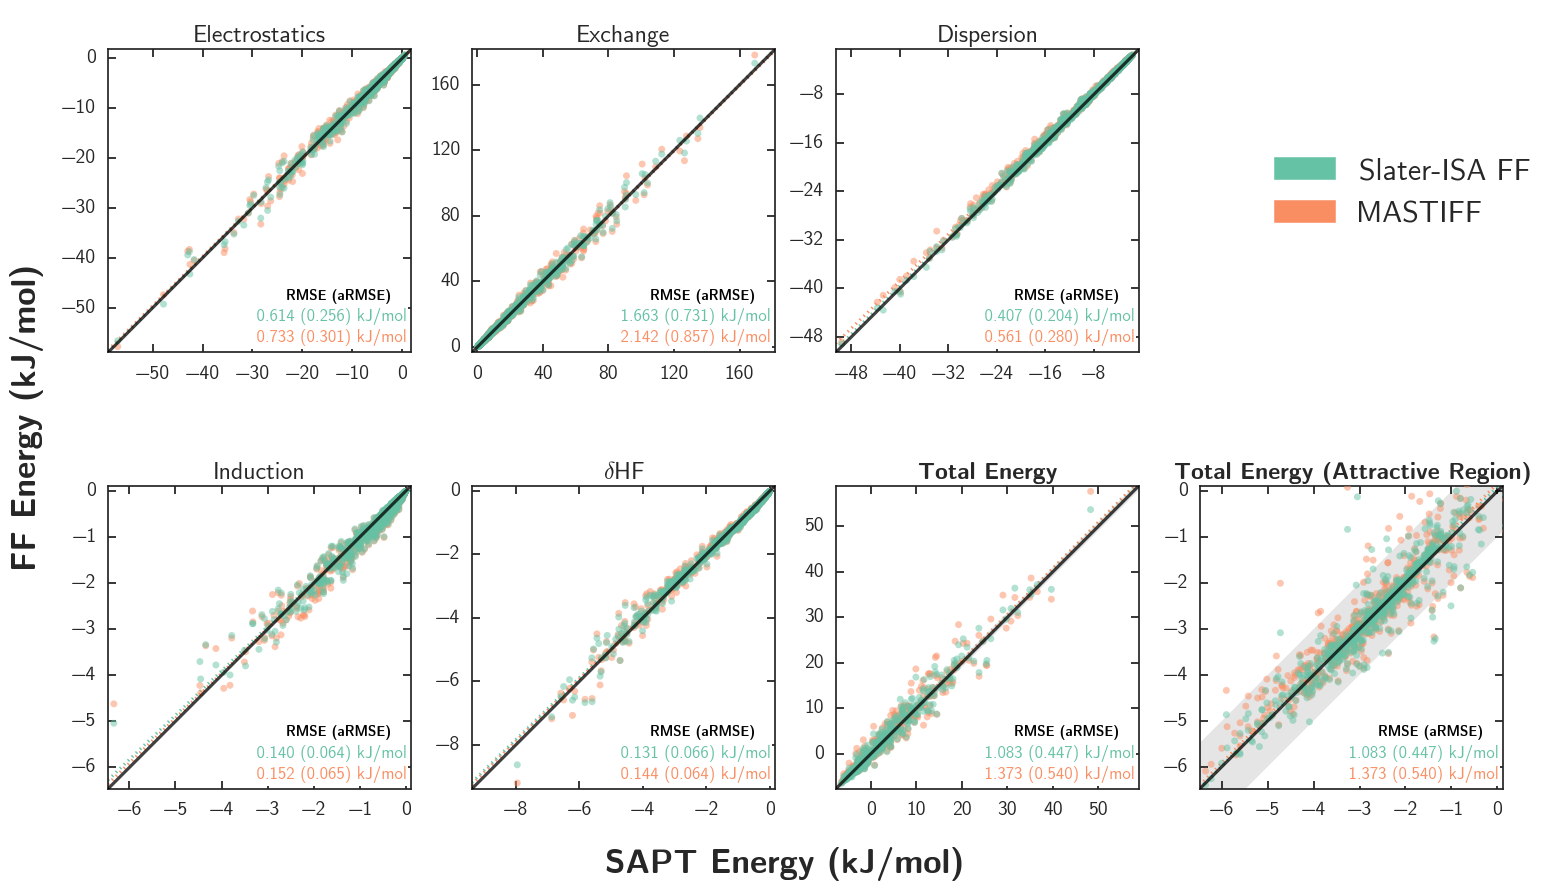 Electrostatics
0
−10
−20
−30
−40
−50
RMSE (aRMSE)
0.614 (0.256) kJ/mol
0.733 (0.301) kJ/mol
−50 −40 −30 −20 −10 0
Exchange
160
120
80
40
0
RMSE (aRMSE)
1.663 (0.731) kJ/mol
2.142 (0.857) kJ/mol
0 40 80 120 160
Dispersion
−8
−16
−24
−32
−40
−48
RMSE (aRMSE)
0.407 (0.204) kJ/mol
0.561 (0.280) kJ/mol
−48 −40 −32 −24 −16 −8
Slater-ISA FF
MASTIFF
FF Energy (kJ/mol)
Induction
0
−1
−2
−3
−4
−5
−6
RMSE (aRMSE)
0.140 (0.064) kJ/mol
0.152 (0.065) kJ/mol
−6 −5 −4 −3 −2 −1 0
δHF
0
−2
−4
−6
−8
RMSE (aRMSE)
0.131 (0.066) kJ/mol
0.144 (0.064) kJ/mol
−8 −6 −4 −2 0
Total Energy
50
40
30
20
10
0
RMSE (aRMSE)
1.083 (0.447) kJ/mol
1.373 (0.540) kJ/mol
0 10 20 30 40 50
Total Energy (Attractive Region)
0
−1
−2
−3
−4
−5
−6
RMSE (aRMSE)
1.083 (0.447) kJ/mol
1.373 (0.540) kJ/mol
−6 −5 −4 −3 −2 −1 0
SAPT Energy (kJ/mol)